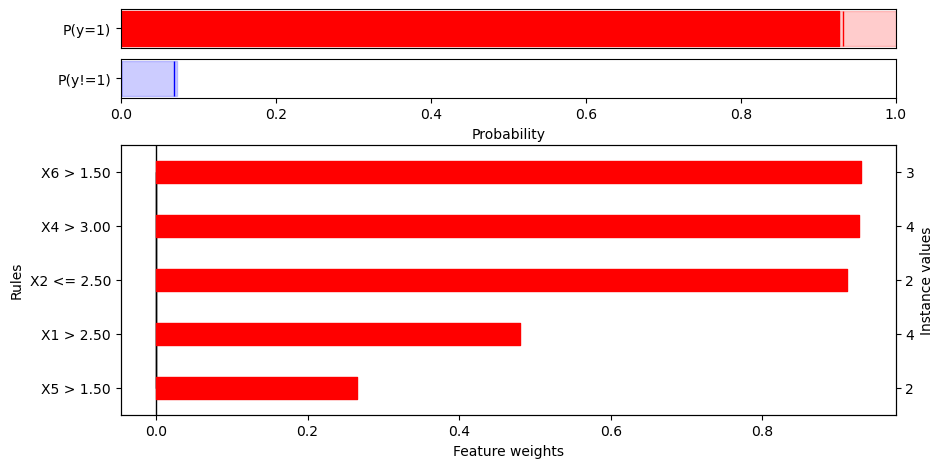 P(y=1)
P(y!=1)
0.0 0.2 0.4 0.6 0.8 1.0
Probability
X6 > 1.50 3
X4 > 3.00 4
X2 <= 2.50 2
X1 > 2.50 4
X5 > 1.50 2
Rules
Instance values
0.0 0.2 0.4 0.6 0.8
Feature weights